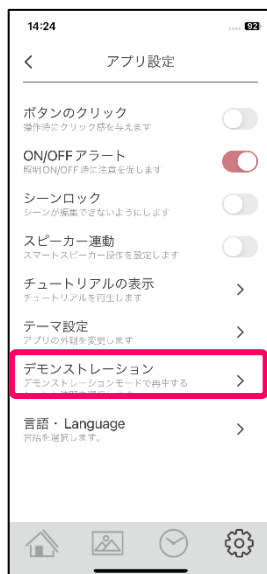 14:24
92
アプリ設定
ボタンのクリック
操作時にクリック感を与えます
ON/OFFアラート
照明ON/OFF時に注意を促します
シーンロック
シーンが編集できないようにします
スピーカー連動
スマートスピーカー操作を設定します
チュートリアルの表示
チュートリアルを再生します
テーマ設定
アプリの外観を変更します
デモンストレーション
デモンストレーションモードで再生する
言語・Language
言語を選択します。